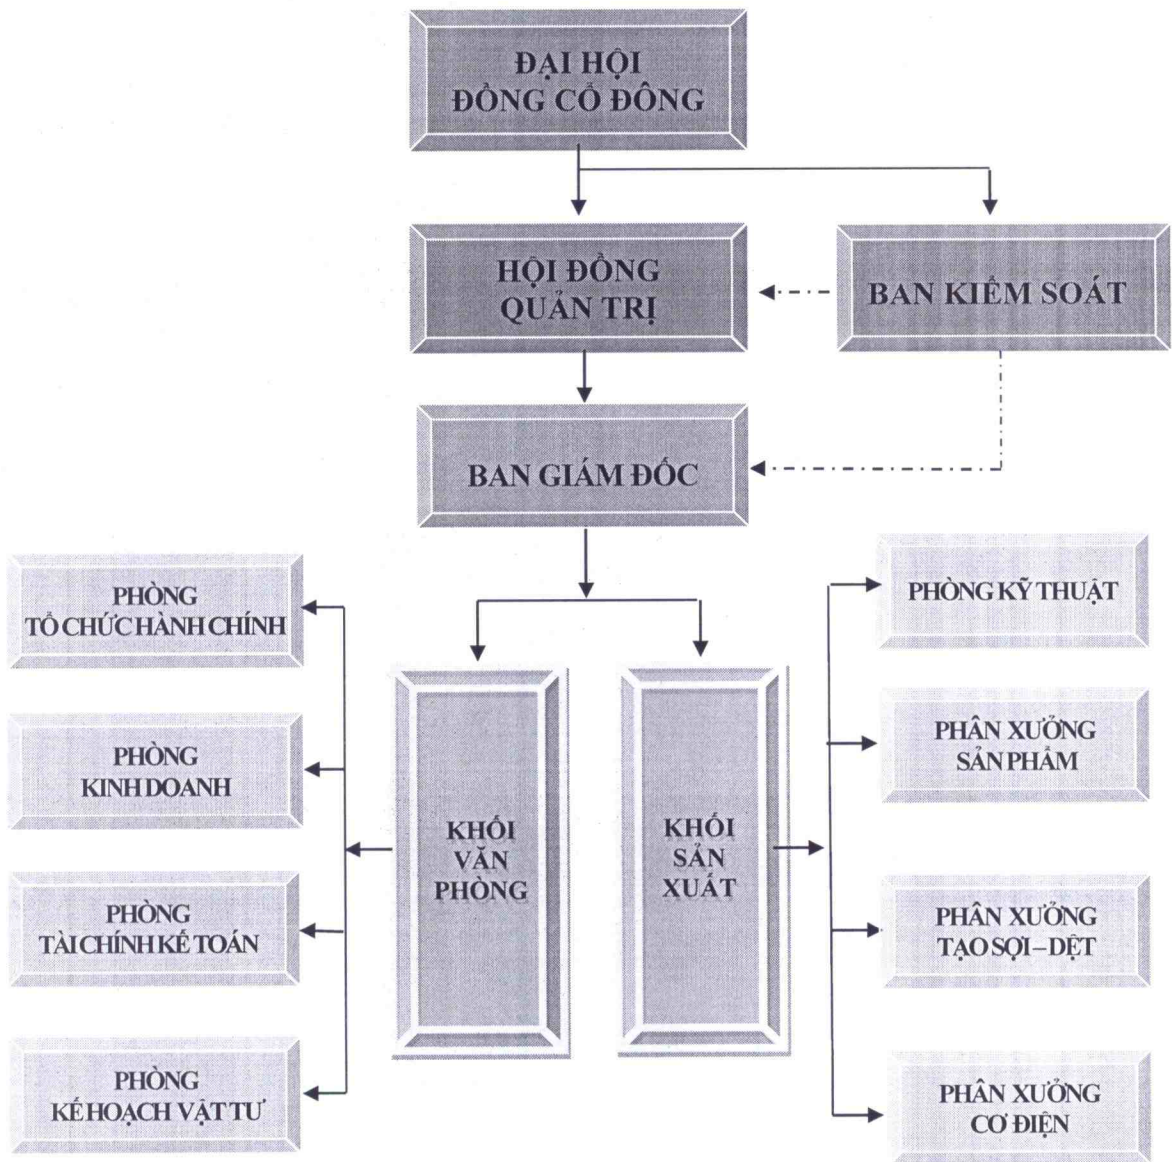 ĐẠI HỘI
ĐỒNG CỔ ĐÔNG
HỘI ĐỒNG
QUẢN TRỊ
BAN KIỂM SOÁT
BAN GIÁM ĐỐC
PHÒNG
TỔ CHỨC HÀNH CHÍNH
PHÒNG
KINH DOANH
PHÒNG
TÀI CHÍNH KẾ TOÁN
PHÒNG
KẾ HOẠCH VẬT TƯ
KHỐI
VĂN
PHÒNG
KHỐI
SẢN
XUẤT
PHÒNG KỸ THUẬT
PHÂN XƯỞNG
SẢN PHẨM
PHÂN XƯỞNG
TẠO SỢI – DỆT
PHÂN XƯỞNG
CƠ ĐIỆN